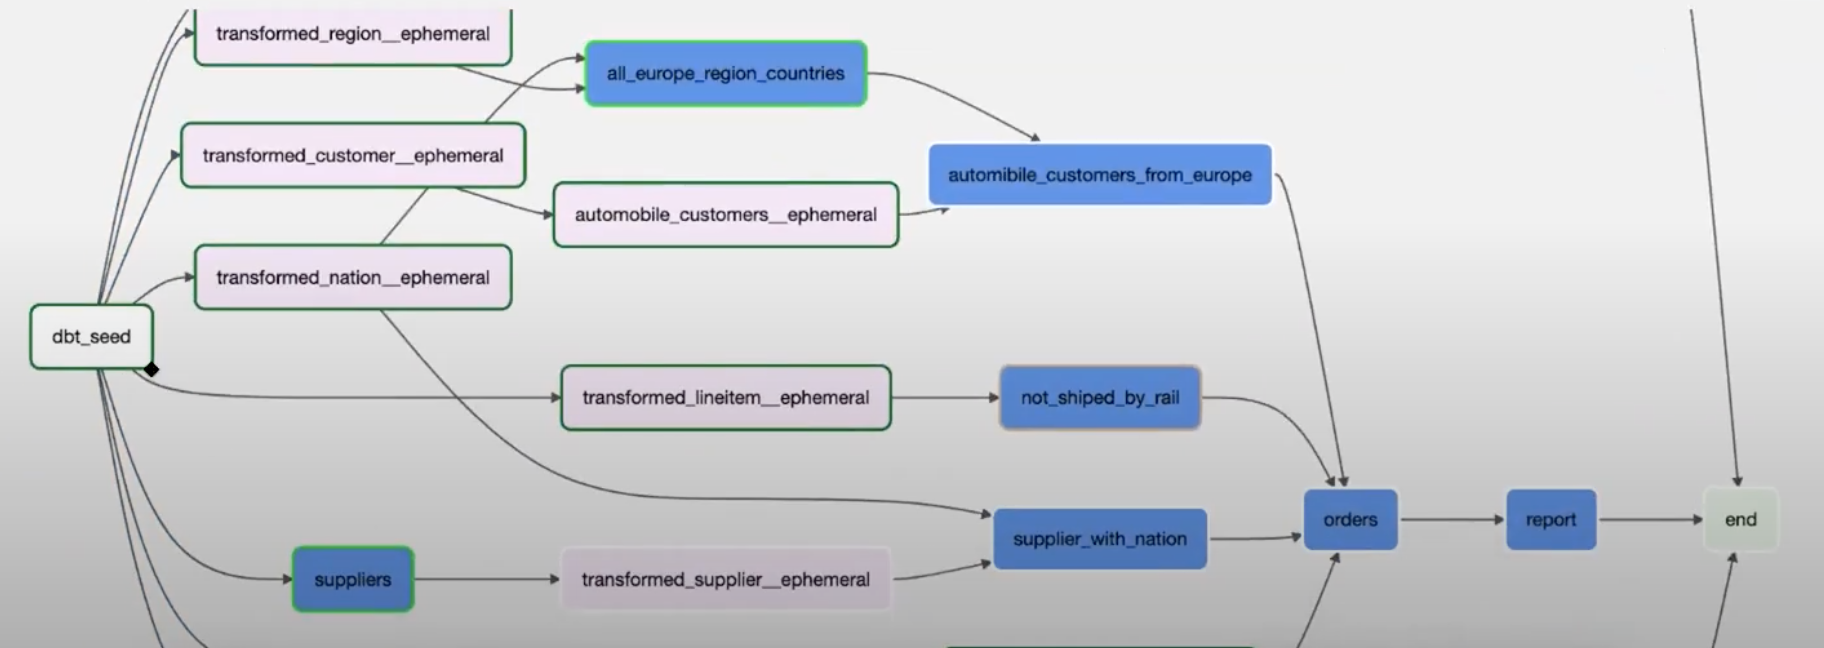 transformed_region__ephemeral
all_europe_region_countries
transformed_customer__ephemeral
automibile_customers_from_europe
automobile_customers__ephemeral
transformed_nation__ephemeral
dbt_seed
transformed_lineitem__ephemeral
not_shiped_by_rail
orders
report
end
supplier_with_nation
suppliers
transformed_supplier__ephemeral